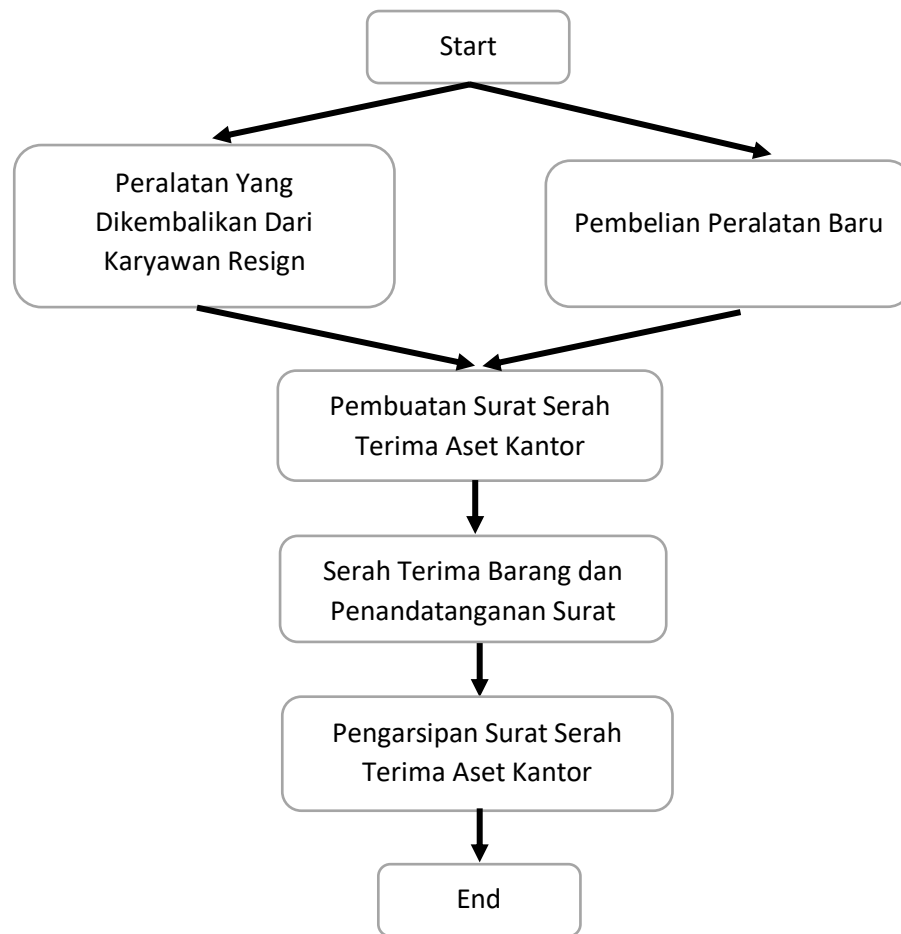 Start
Peralatan Yang
Dikembalikan Dari
Karyawan Resign
Pembelian Peralatan Baru
Pembuatan Surat Serah
Terima Aset Kantor
Serah Terima Barang dan
Penandatanganan Surat
Pengarsipan Surat Serah
Terima Aset Kantor
End